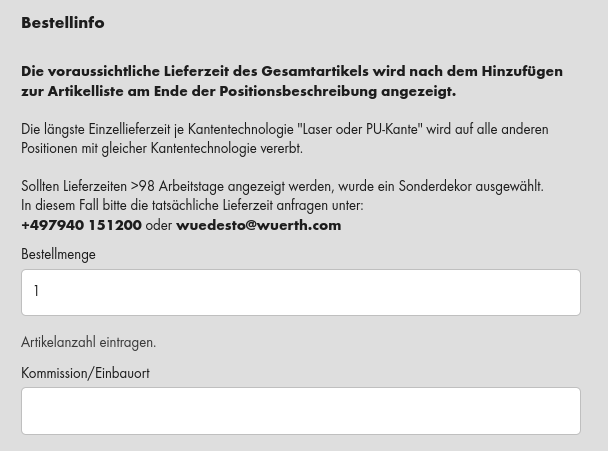 Bestellinfo
Die voraussichtliche Lieferzeit des Gesamtartikels wird nach dem Hinzufügen
zur Artikelliste am Ende der Positionsbeschreibung angezeigt.
Die längste Einzellieferzeit je Kantentechnologie "Laser oder PU-Kante" wird auf alle anderen
Positionen mit gleicher Kantentechnologie vererbt.
Sollten Lieferzeiten >98 Arbeitstage angezeigt werden, wurde ein Sonderdekor ausgewählt.
In diesem Fall bitte die tatsächliche Lieferzeit anfragen unter:
+497940 151200 oder wuedesto@wuerth.com
Bestellmenge
1
Artikelanzahl eintragen.
Kommission/Einbauort